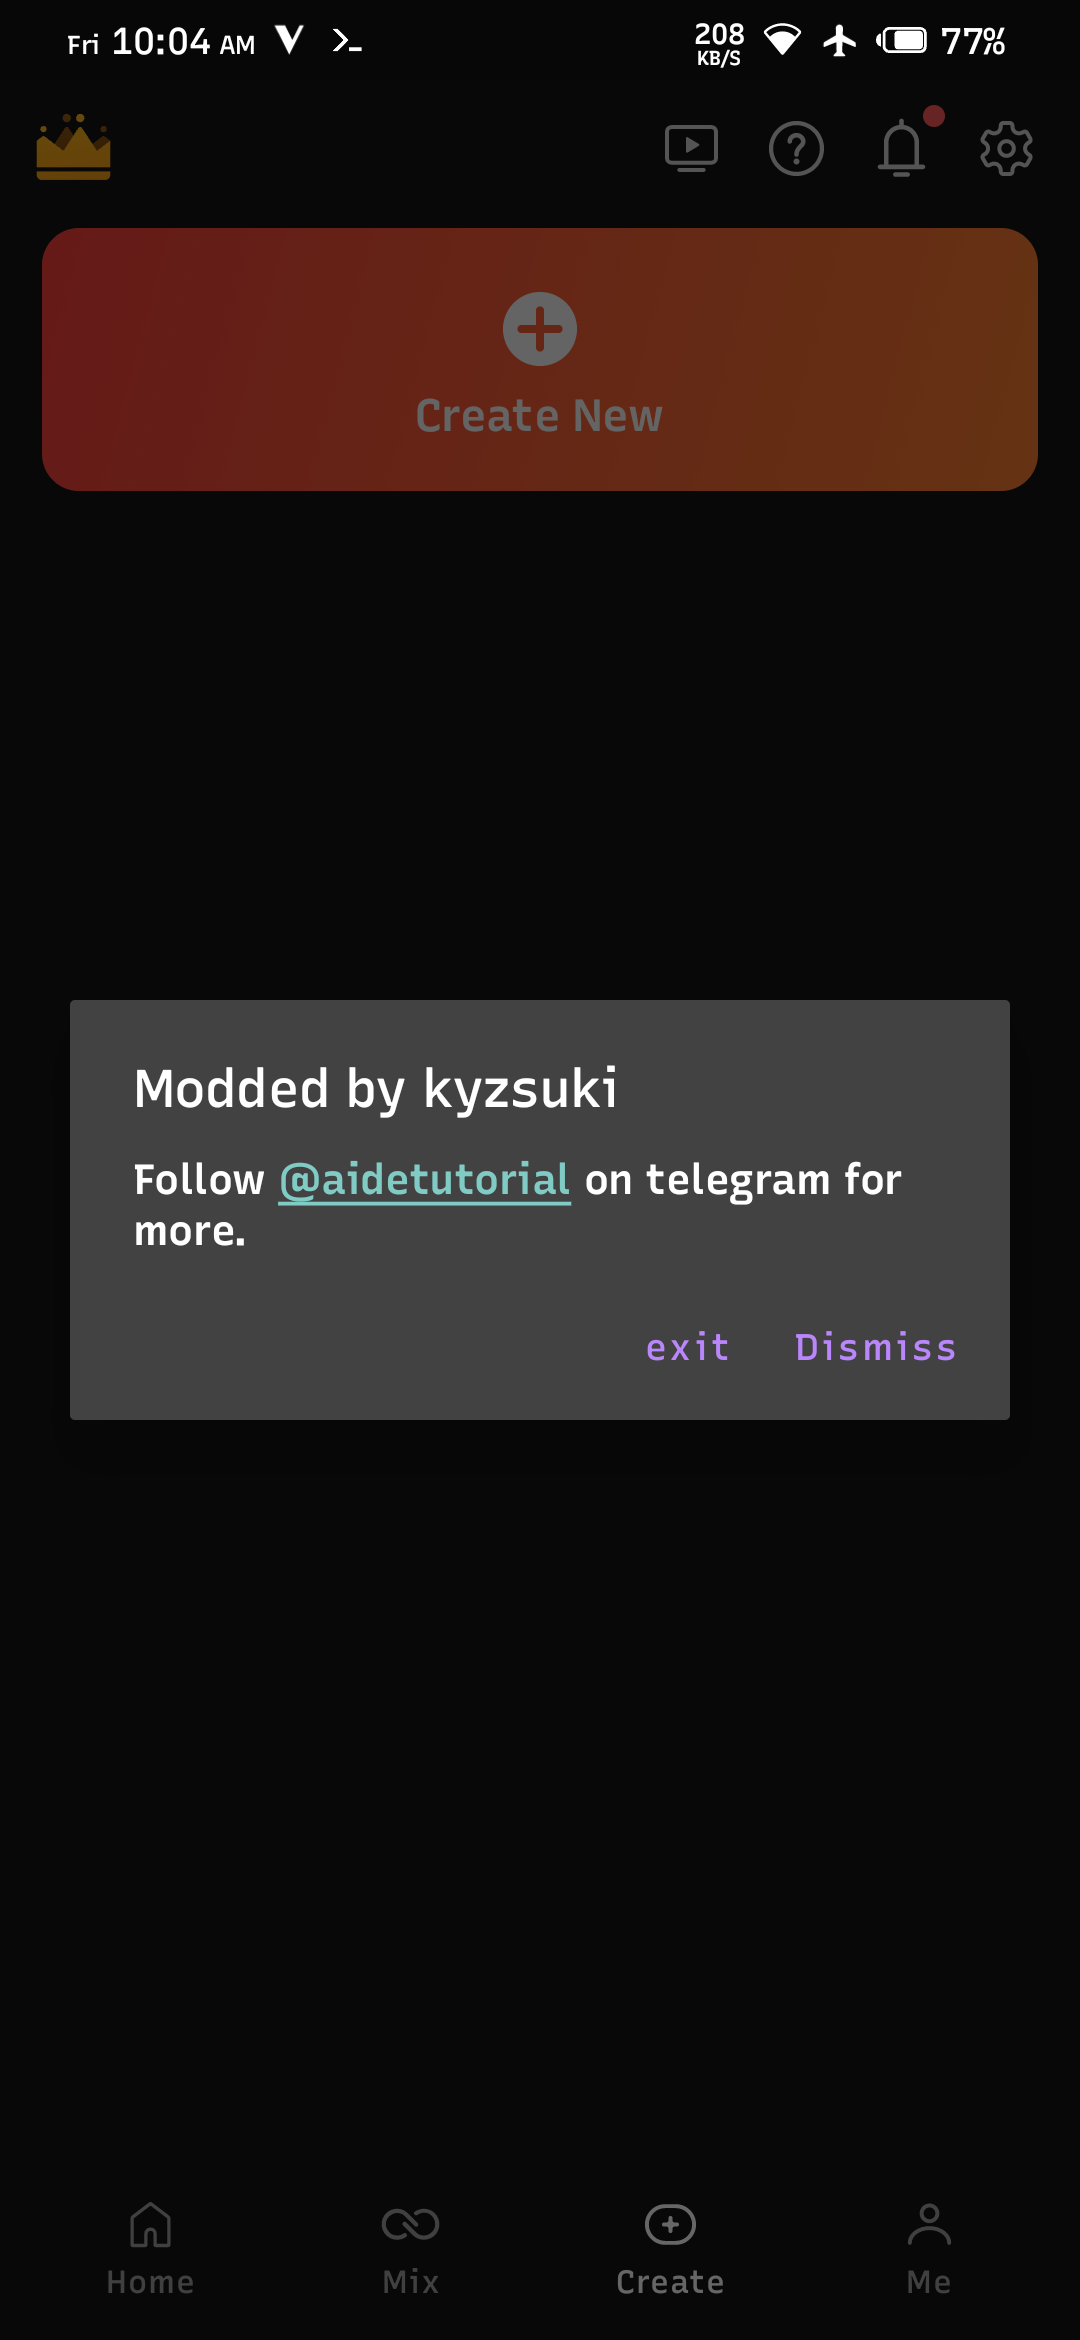 Fri 10:04 AM
208
KB/S
77%
Create New
Modded by kyzsuki
Follow @aidetutorial on telegram for
more.
exit Dismiss
Home Mix Create Me